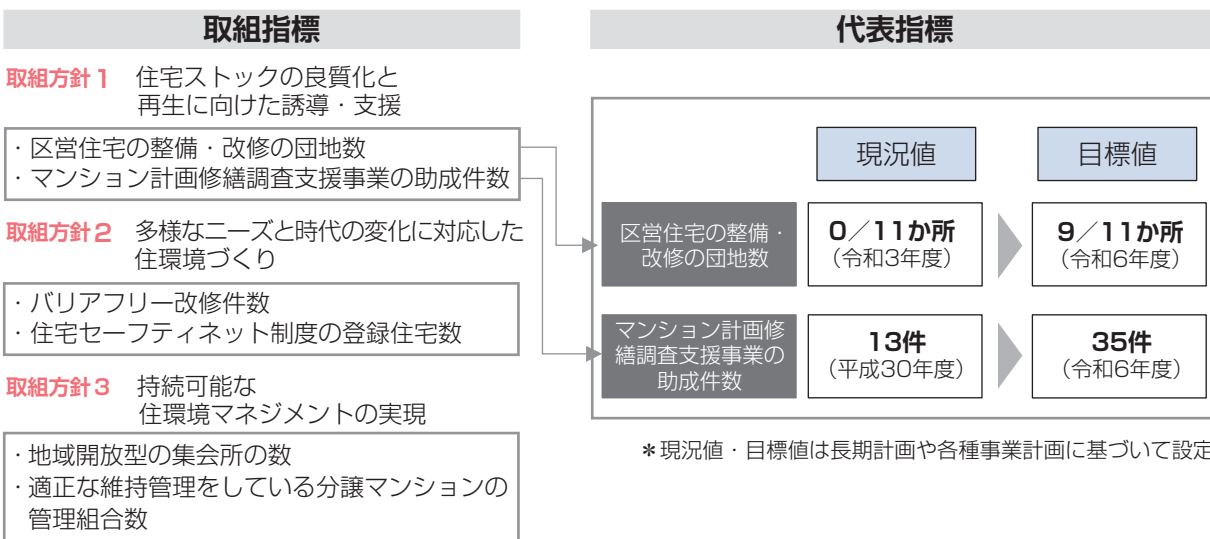 取組指標
取組方針1 住宅ストックの良質化と
再生に向けた誘導・支援
・区営住宅の整備・改修の団地数
・マンション計画修繕調査支援事業の助成件数
取組方針2 多様なニーズと時代の変化に対応した
住環境づくり
・バリアフリー改修件数
・住宅セーフティネット制度の登録住宅数
取組方針3 持続可能な
住環境マネジメントの実現
・地域開放型の集会所の数
・適正な維持管理をしている分譲マンションの
管理組合数
代表指標
現況値 目標値
区営住宅の整備・
改修の団地数
0/11か所
(令和3年度)
9/11か所
(令和6年度)
マンション計画修
繕調査支援事業の
助成件数
13件
(平成30年度)
35件
(令和6年度)
*現況値・目標値は長期計画や各種事業計画に基づいて設定